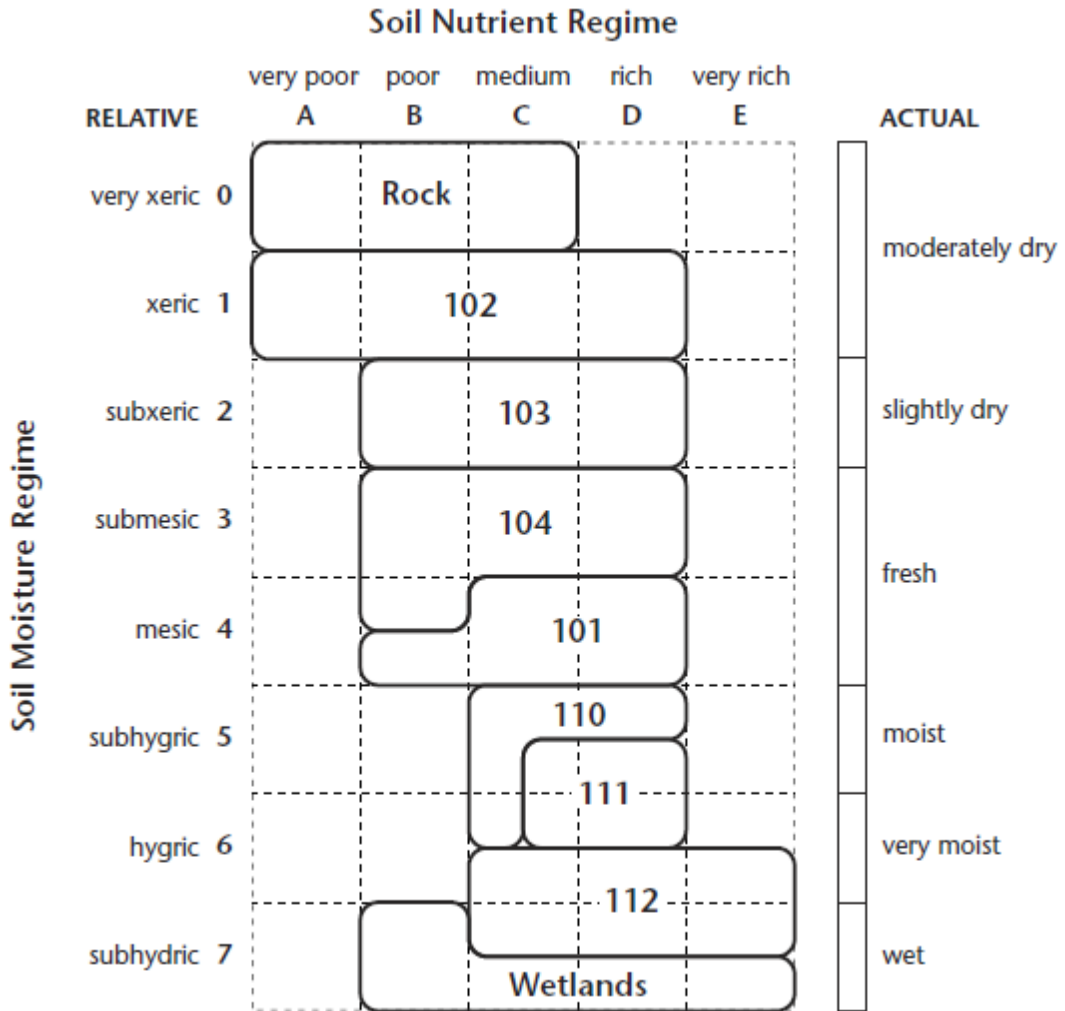 Soil Nutrient Regime
very poor poor medium rich very rich
RELATIVE A B C D E ACTUAL
very xeric 0 Rock
moderately dry
xeric 1 102
subxeric 2 103 slightly dry
submesic 3 104
fresh
mesic 4 101
110
subhygric 5 moist
111
hygric 6 very moist
112
subhydric 7 wet
Wetlands
Soil Moisture Regime